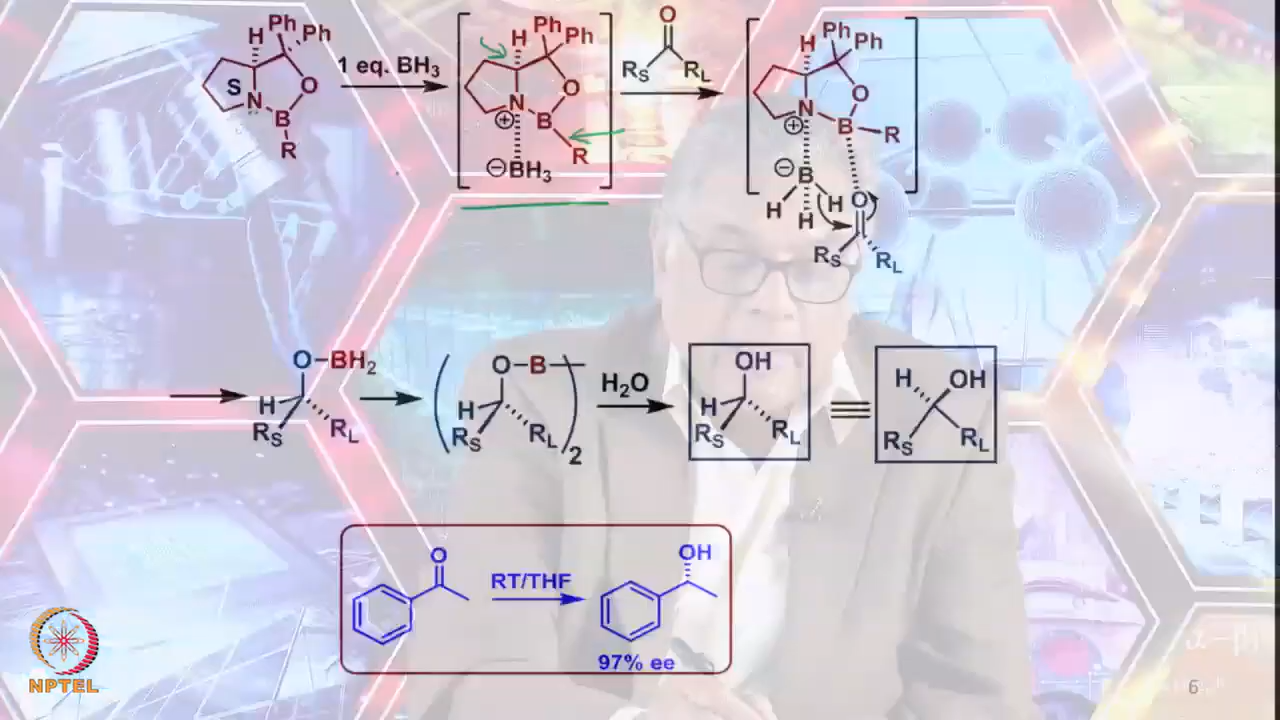 H Ph Ph
S N O B R
1 eq. BH3
H Ph Ph
N ⊕ O B R
⊖BH3
O
RS RL
H Ph Ph
N ⊕ O B R
⊖ B
H H H O
RS RL
O–BH2
H
RS RL
O–B
H
RS RL
2
H2O
OH
H
RS RL
H OH
RS RL
O
RT/THF
OH
97% ee
NPTEL
α-ph
6